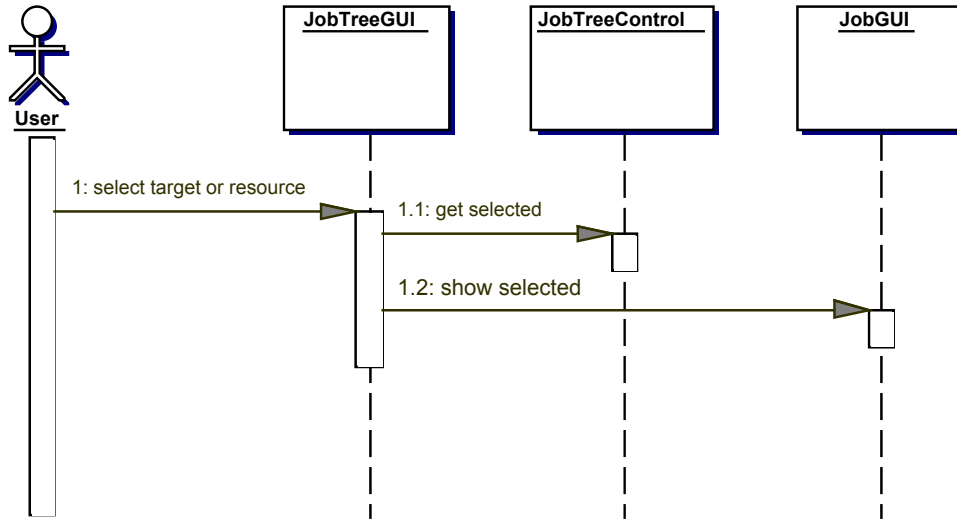 JobTreeGUI
JobTreeControl
JobGUI
User
1: select target or resource
1.1: get selected
1.2: show selected